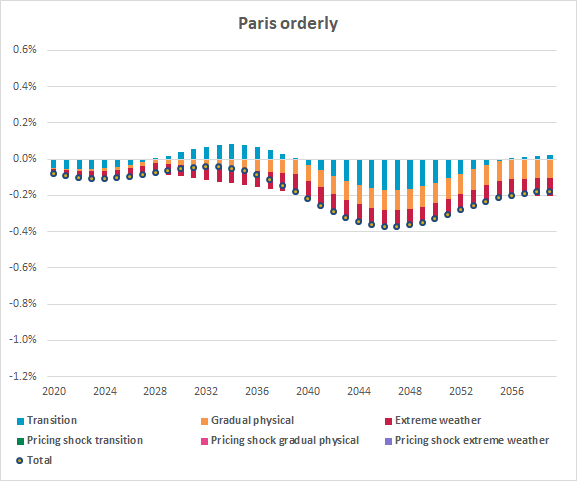 Paris orderly
0.6%
0.4%
0.2%
0.0%
-0.2%
-0.4%
-0.6%
-0.8%
-1.0%
-1.2%
2020 2024 2028 2032 2036 2040 2044 2048 2052 2056
Transition Gradual physical Extreme weather
Pricing shock transition Pricing shock gradual physical Pricing shock extreme weather
Total